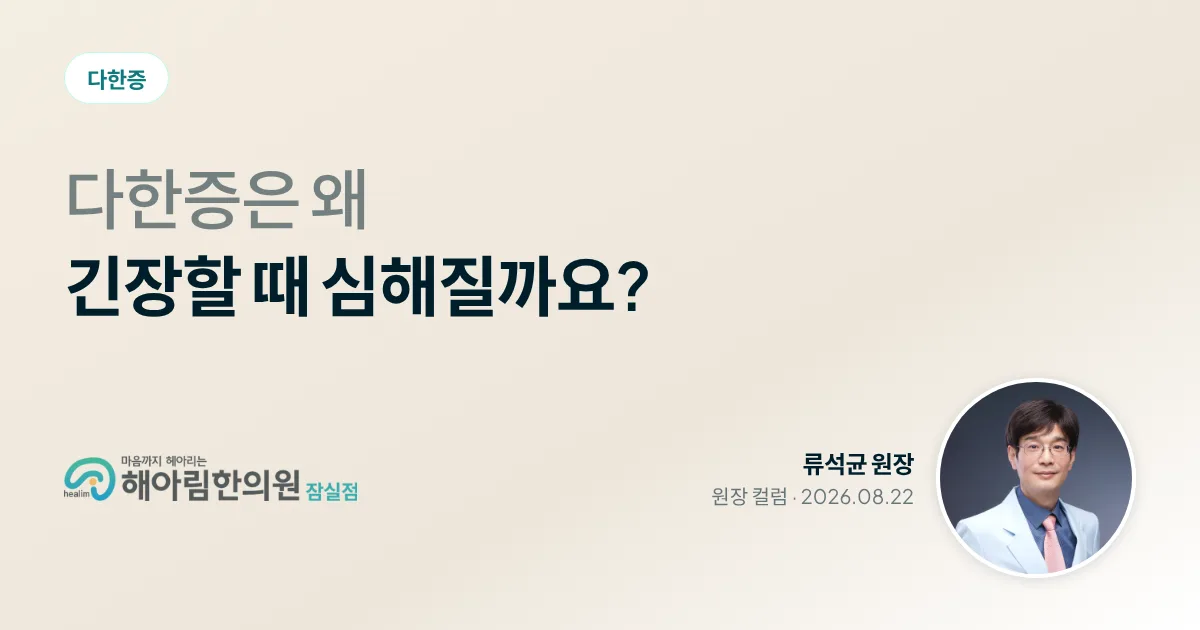 다한증
다한증은 왜
긴장할 때 심해질까요?
마음까지 헤아리는
healim
해아림한의원 잠실점
류석균 원장
원장 컬럼 · 2026.08.22